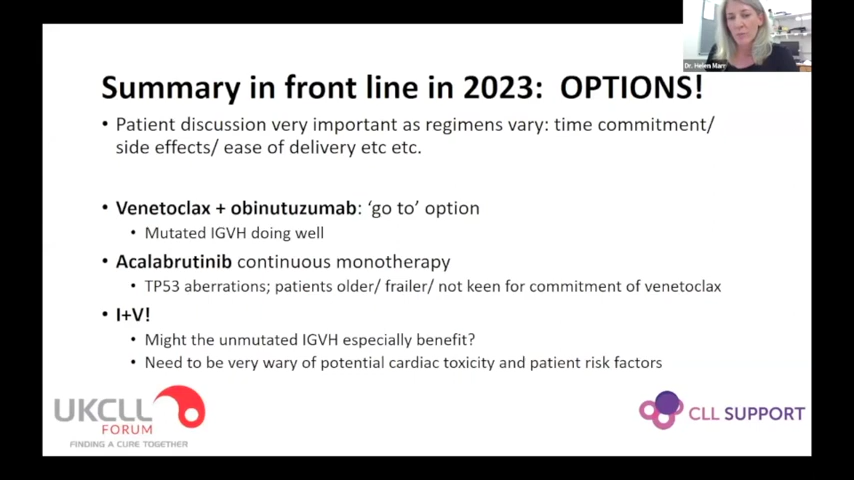 Dr. Helen Marr
Summary in front line in 2023: OPTIONS!
• Patient discussion very important as regimens vary: time commitment/
side effects/ ease of delivery etc etc.
• Venetoclax + obinutuzumab: ‘go to’ option
• Mutated IGVH doing well
• Acalabrutinib continuous monotherapy
• TP53 aberrations; patients older/ frailer/ not keen for commitment of venetoclax
• I+V!
• Might the unmutated IGVH especially benefit?
• Need to be very wary of potential cardiac toxicity and patient risk factors
UKCLL
FORUM
FINDING A CURE TOGETHER
CLL SUPPORT